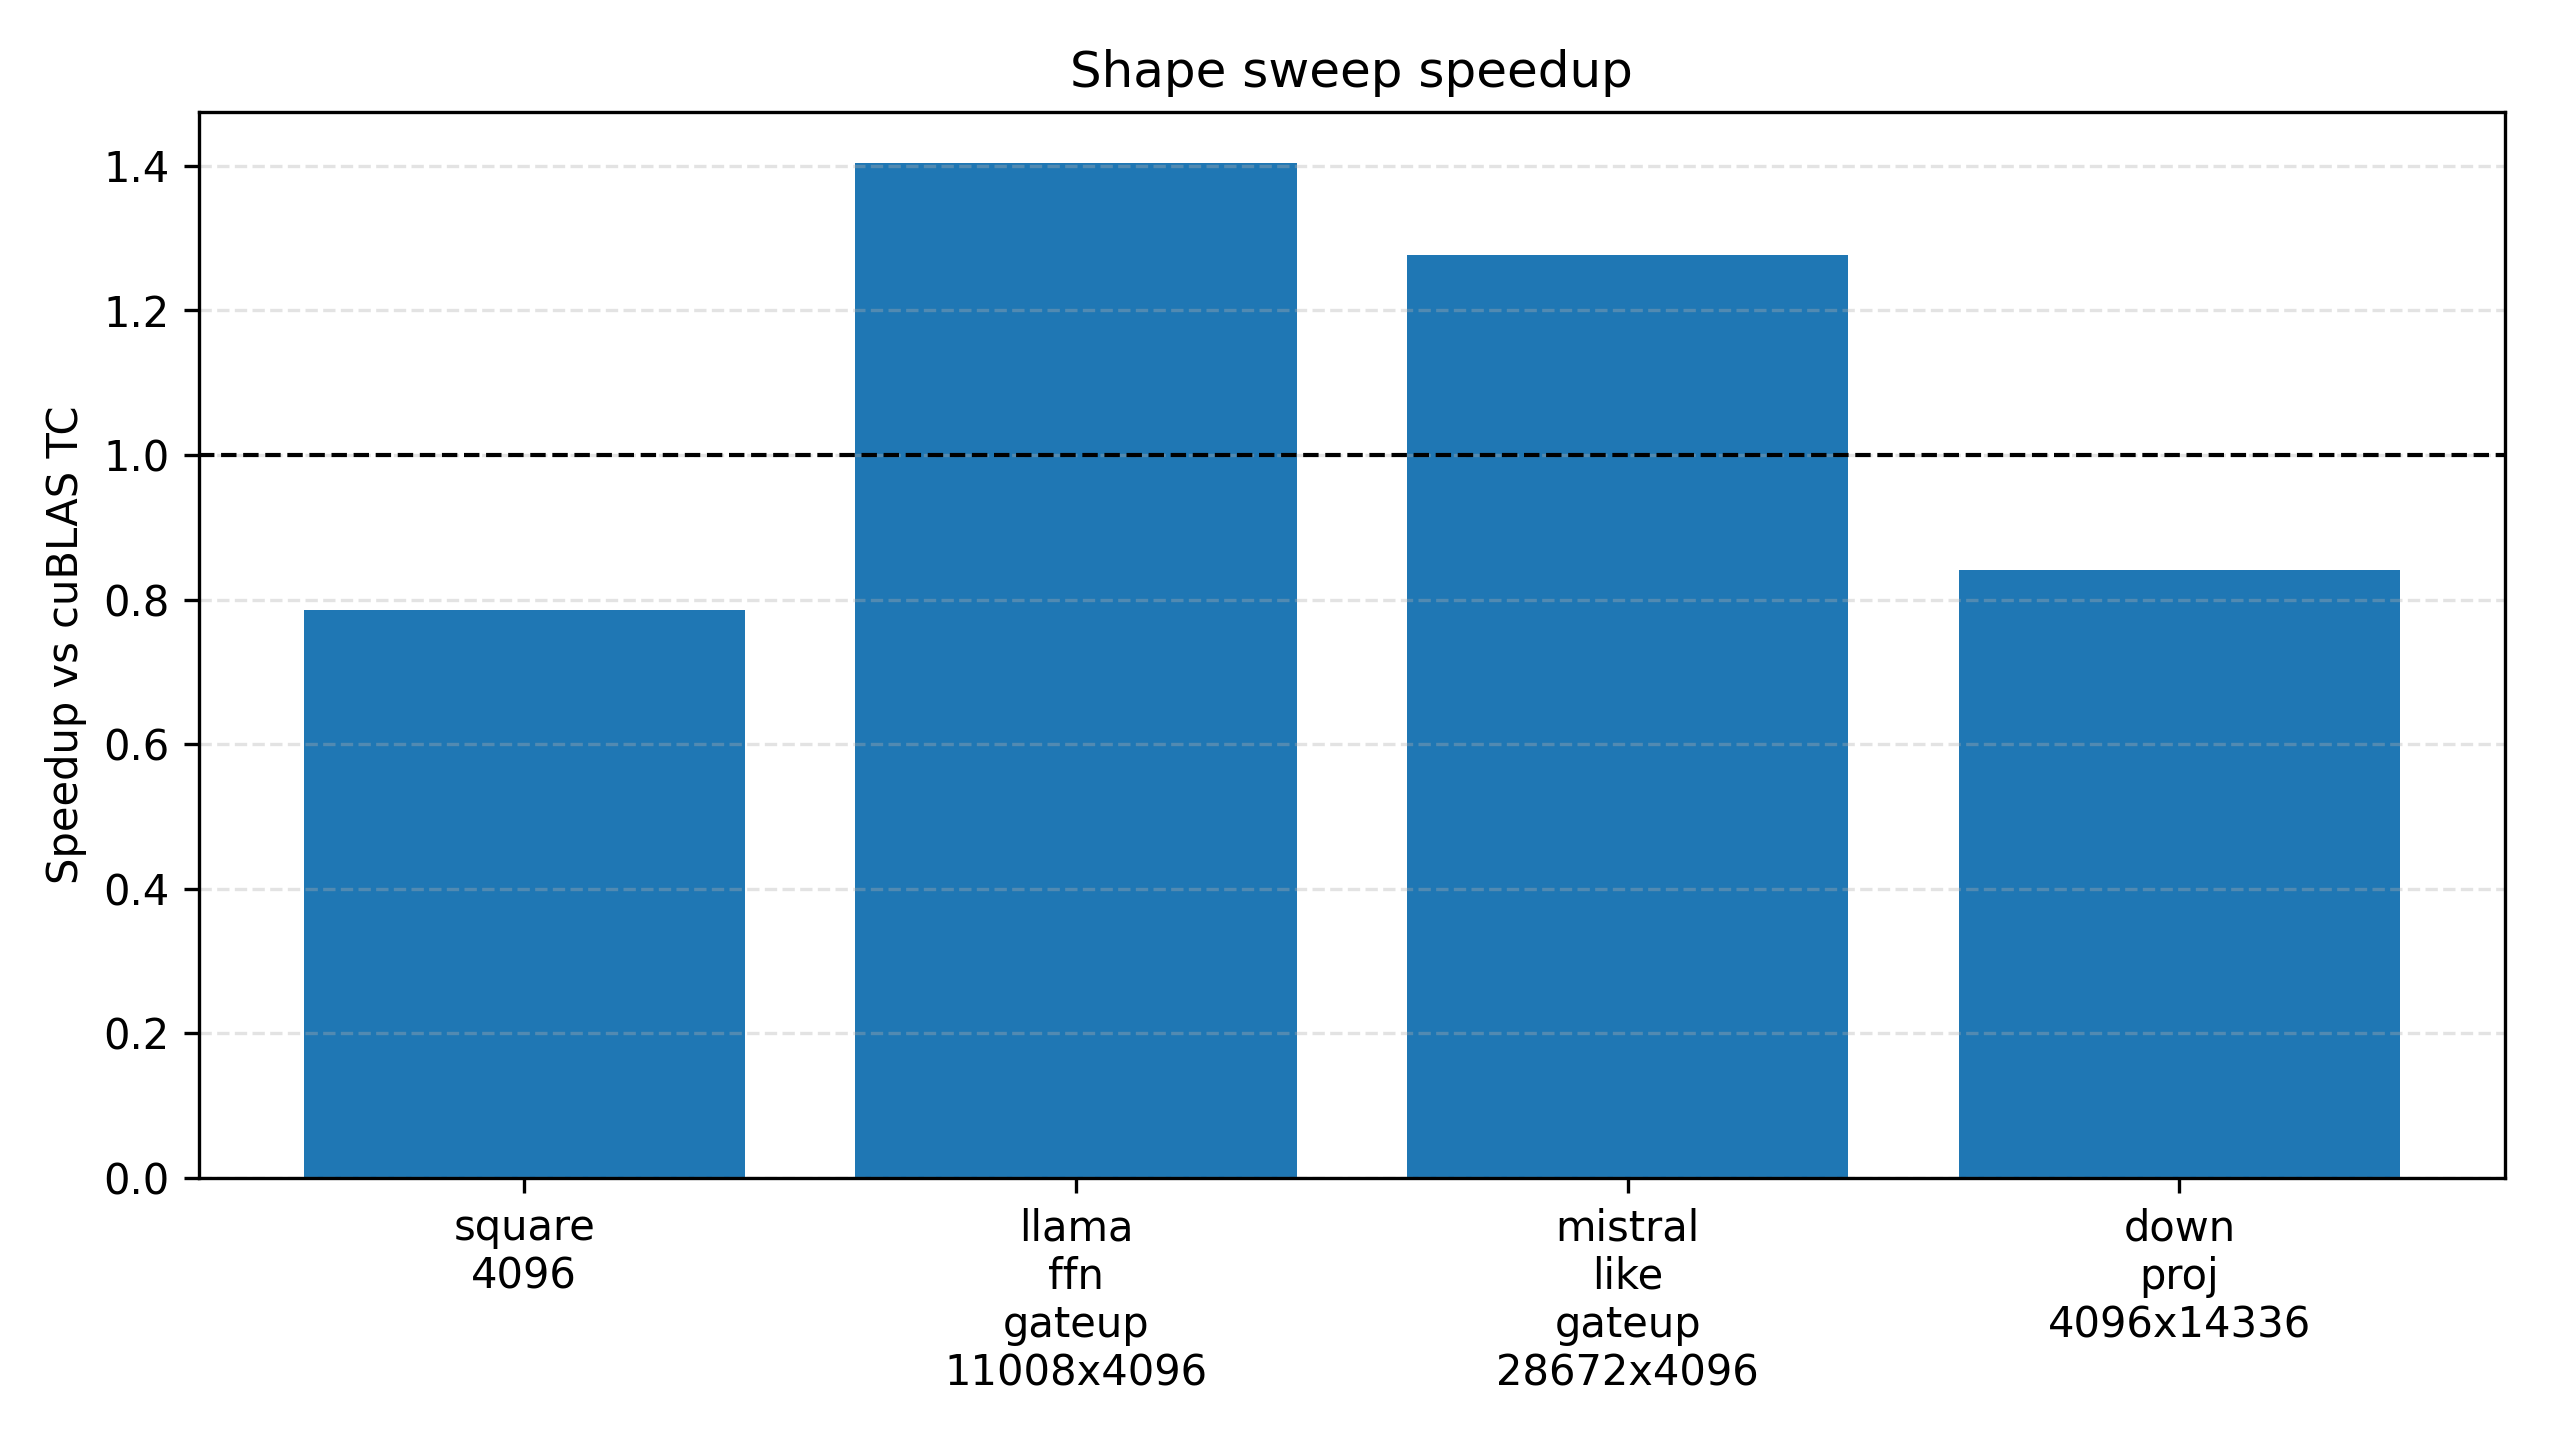 Shape sweep speedup
Speedup vs cuBLAS TC
1.4
1.2
1.0
0.8
0.6
0.4
0.2
0.0
square
4096
llama
ffn
gateup
11008x4096
mistral
like
gateup
28672x4096
down
proj
4096x14336